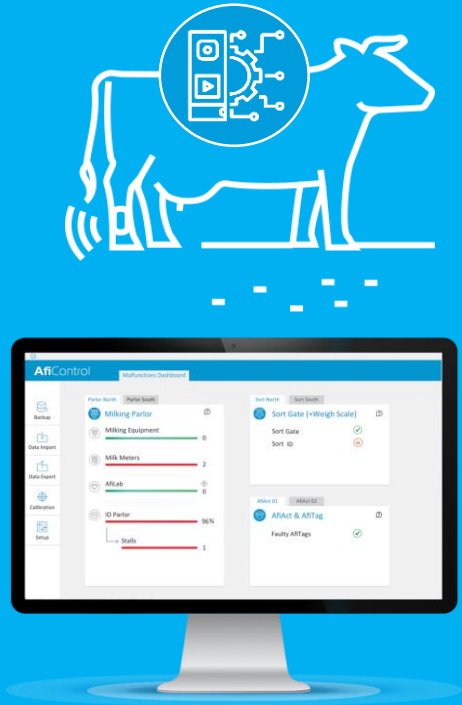 AfiControl
Malfunctions Dashboard
Backup
Data Import
Data Export
Calibration
Setup
Parlor North
Parlor South
Milking Parlor
Milking Equipment
0
Milk Meters
2
AfiLab
0
ID Parlor
96%
Stalls
1
Sort North
Sort South
Sort Gate (+Weigh Scale)
Sort Gate
Sort ID
AfiAct 01
AfiAct 02
AfiAct & AfiTag
Faulty AfiTags